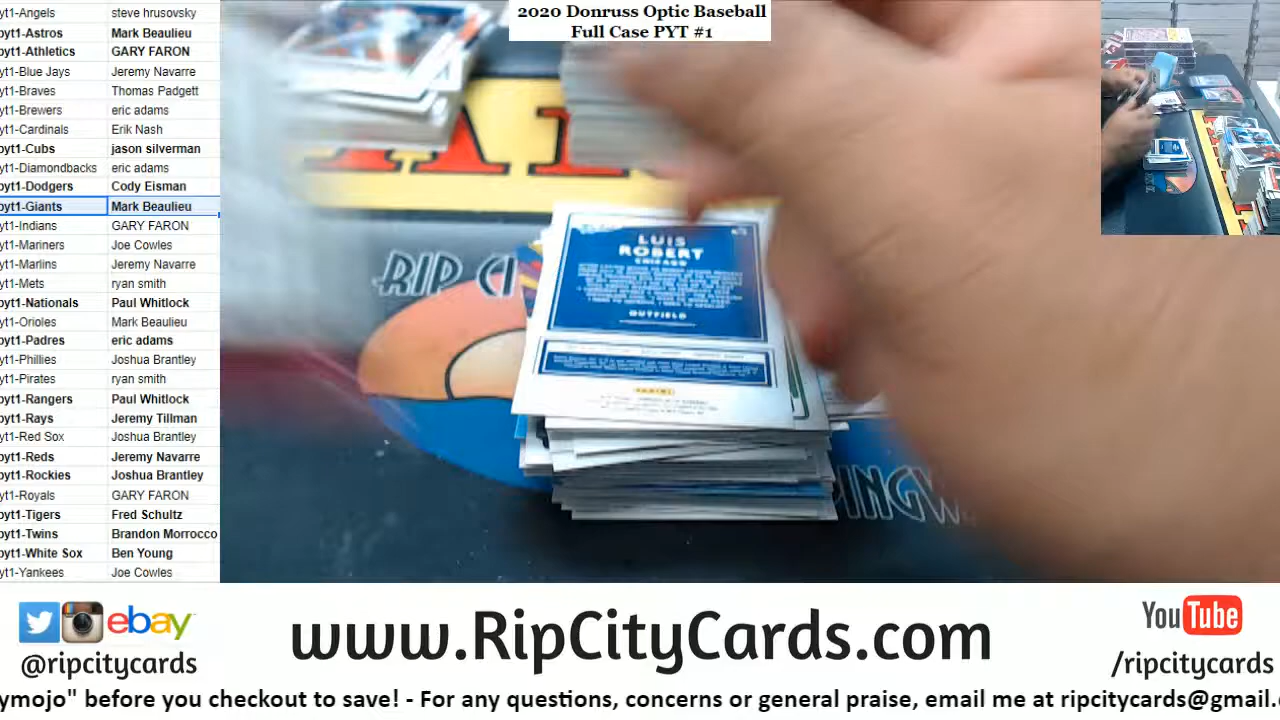 2020 Donruss Optic Baseball
Full Case PYT #1
yt1-Angels steve hrusovsky
pyt1-Astros Mark Beaulieu
pyt1-Athletics GARY FARON
pyt1-Blue Jays Jeremy Navarre
pyt1-Braves Thomas Padgett
pyt1-Brewers eric adams
pyt1-Cardinals Erik Nash
pyt1-Cubs jason silverman
pyt1-Diamondbacks eric adams
pyt1-Dodgers Cody Eisman
pyt1-Giants Mark Beaulieu
yt1-Indians GARY FARON
yt1-Mariners Joe Cowles
yt1-Marlins Jeremy Navarre
yt1-Mets ryan smith
pyt1-Nationals Paul Whitlock
yt1-Orioles Mark Beaulieu
pyt1-Padres eric adams
yt1-Phillies Joshua Brantley
yt1-Pirates ryan smith
pyt1-Rangers Paul Whitlock
pyt1-Rays Jeremy Tillman
yt1-Red Sox Joshua Brantley
pyt1-Reds Jeremy Navarre
pyt1-Rockies Joshua Brantley
yt1-Royals GARY FARON
pyt1-Tigers Fred Schultz
pyt1-Twins Brandon Morrocco
pyt1-White Sox Ben Young
yt1-Yankees Joe Cowles
RIP CI
LUIS
ROBERT
CHICAGO
OUTFIELD
PANINI
PINGW
ebay
@ripcitycards
www.RipCityCards.com
YouTube
/ripcitycards
ymojo" before you checkout to save! - For any questions, concerns or general praise, email me at ripcitycards@gmail.